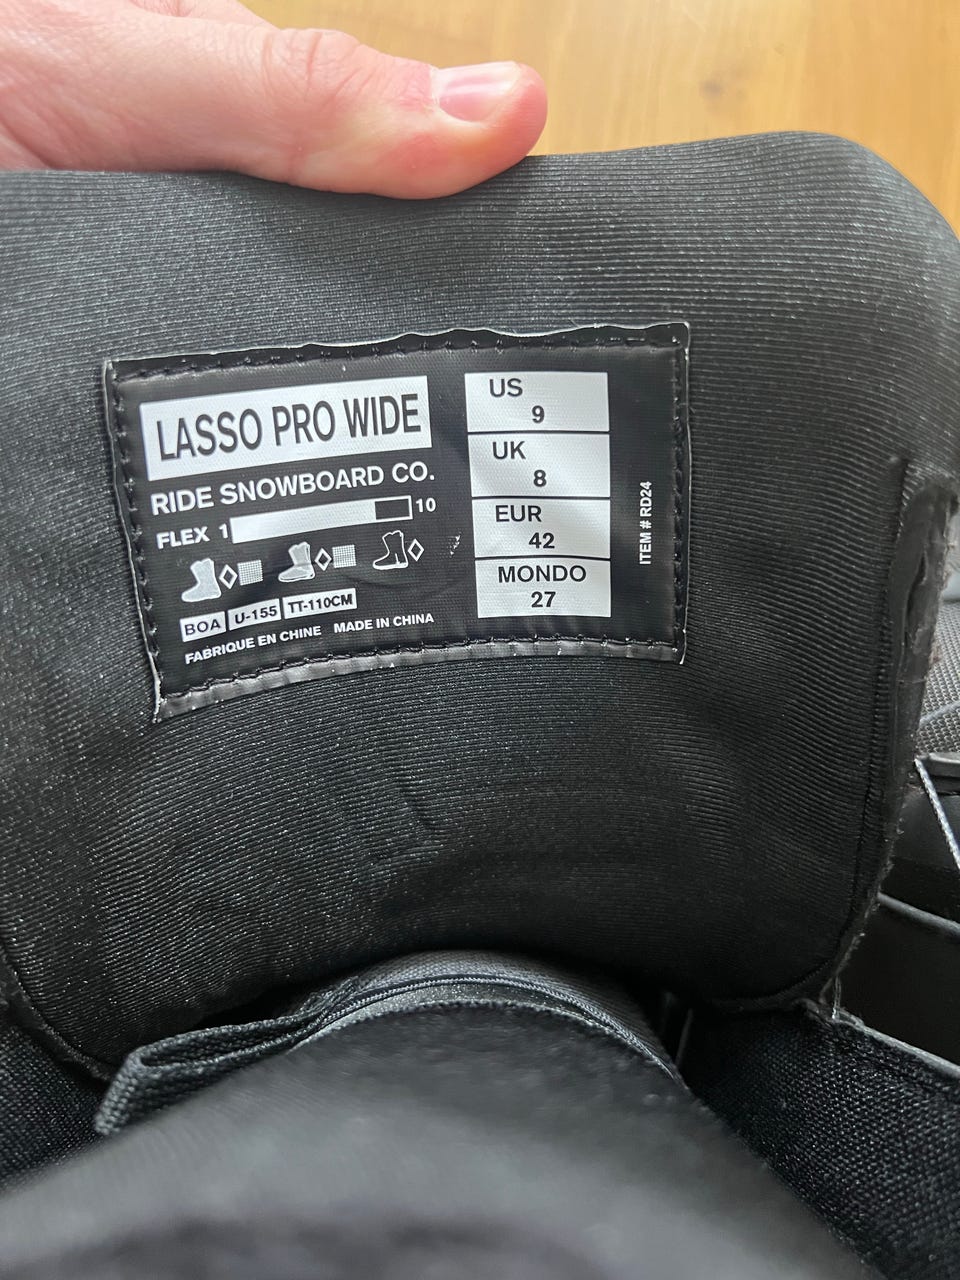 LASSO PRO WIDE
RIDE SNOWBOARD CO.
FLEX 1 10
BOA U-155 TT-110CM
FABRIQUE EN CHINE MADE IN CHINA
US
9
UK
8
EUR
42
MONDO
27
ITEM # RD24